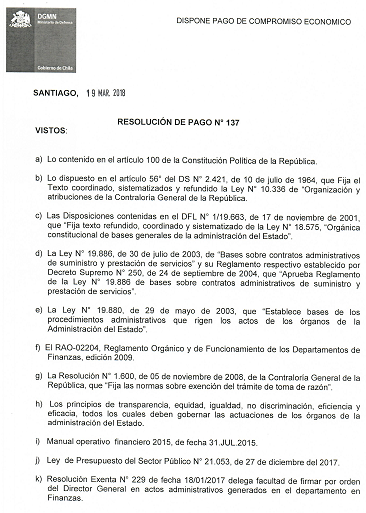 DGMN
Ministerio de Defensa
Gobierno de Chile
DISPONE PAGO DE COMPROMISO ECONOMICO
SANTIAGO, 19 MAR. 2018
RESOLUCIÓN DE PAGO N° 137
VISTOS:
a) Lo contenido en el artículo 100 de la Constitución Política de la República.
b) Lo dispuesto en el artículo 56° del DS N° 2.421, de 10 de julio de 1964, que Fija el
Texto coordinado, sistematizados y refundido la Ley N° 10.336 de “Organización y
atribuciones de la Contraloría General de la República.
c) Las Disposiciones contenidas en el DFL N° 1/19.663, de 17 de noviembre de 2001,
que “Fija texto refundido, coordinado y sistematizado de la Ley N° 18.575, “Orgánica
constitucional de bases generales de la administración del Estado”.
d) La Ley N° 19.886, de 30 de julio de 2003, de “Bases sobre contratos administrativos
de suministro y prestación de servicios” y su Reglamento respectivo establecido por
Decreto Supremo N° 250, de 24 de septiembre de 2004, que “Aprueba Reglamento
de la Ley N° 19.886 de bases sobre contratos administrativos de suministro y
prestación de servicios”.
e) La Ley N° 19.880, de 29 de mayo de 2003, que “Establece bases de los
procedimientos administrativos que rigen los actos de los órganos de la
Administración del Estado”.
f) El RAO-02204, Reglamento Orgánico y de Funcionamiento de los Departamentos de
Finanzas, edición 2009.
g) La Resolución N° 1.600, de 05 de noviembre de 2008, de la Contraloría General de la
República, que “Fija las normas sobre exención del trámite de toma de razón”.
h) Los principios de transparencia, equidad, igualdad, no discriminación, eficiencia y
eficacia, todos los cuales deben gobernar las actuaciones de los órganos de la
administración del Estado.
i) Manual operativo financiero 2015, de fecha 31.JUL.2015.
j) Ley de Presupuesto del Sector Público N° 21.053, de 27 de diciembre del 2017.
k) Resolución Exenta N° 229 de fecha 18/01/2017 delega facultad de firmar por orden
del Director General en actos administrativos generados en el departamento en
Finanzas.